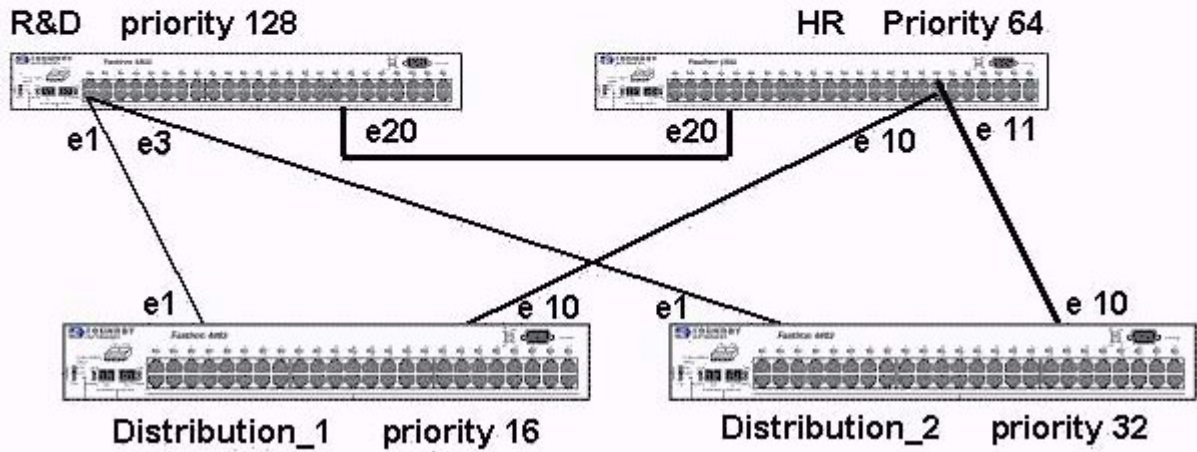 R&D priority 128
HR Priority 64
e1
e3
e20
e20
e 10
e 11
e1
e 10
e1
e 10
Distribution_1 priority 16
Distribution_2 priority 32